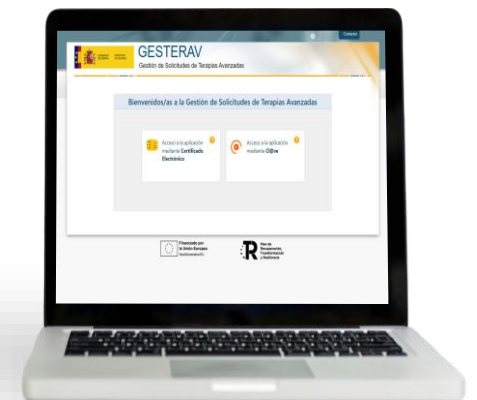 Contacto
GESTERAV
Gestión de Solicitudes de Terapias Avanzadas
Bienvenidos/as a la Gestión de Solicitudes de Terapias Avanzadas
Acceso a la aplicación
mediante Certificado
Electrónico
Acceso a la aplicación
mediante Cl@ve
Financiado por
la Unión Europea
NextGenerationEU
Plan de
Recuperación,
Transformación
y Resiliencia